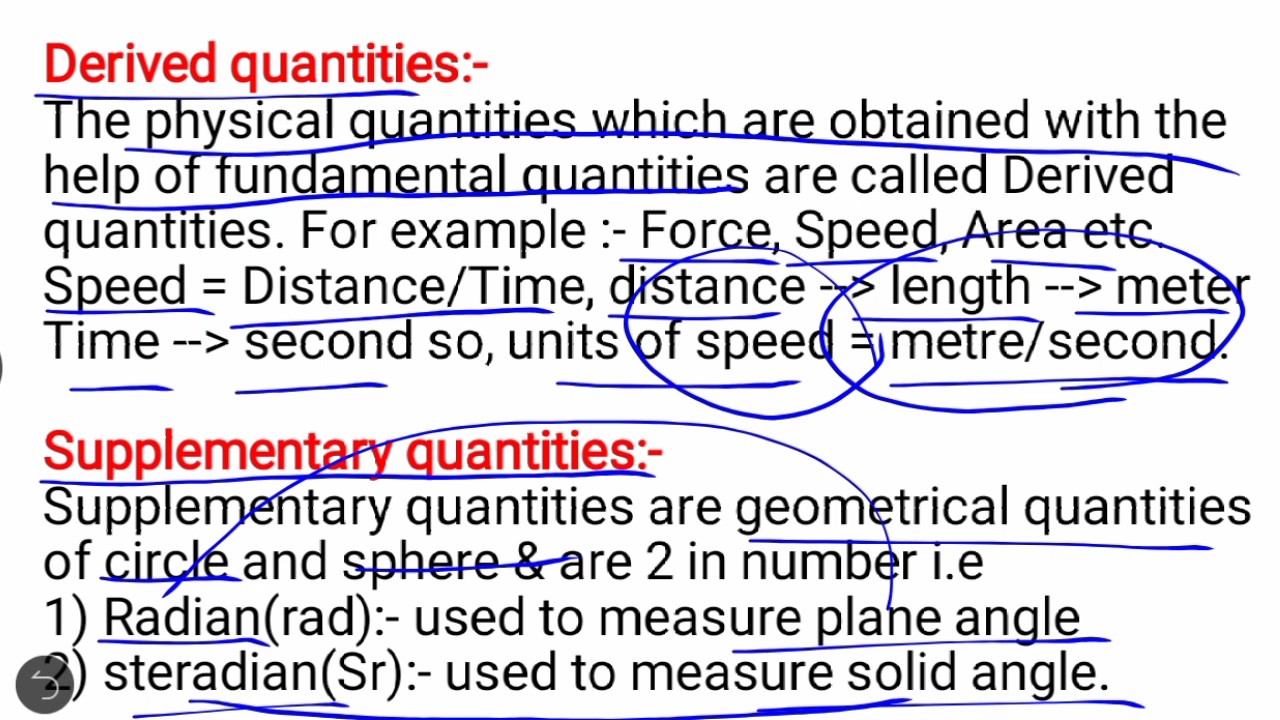 Derived quantities:-
The physical quantities which are obtained with the
help of fundamental quantities are called Derived
quantities. For example :- Force, Speed, Area etc.
Speed = Distance/Time, distance --> length --> meter
Time --> second so, units of speed = metre/second.
Supplementary quantities:-
Supplementary quantities are geometrical quantities
of circle and sphere & are 2 in number i.e
1) Radian(rad):- used to measure plane angle
2) steradian(Sr):- used to measure solid angle.